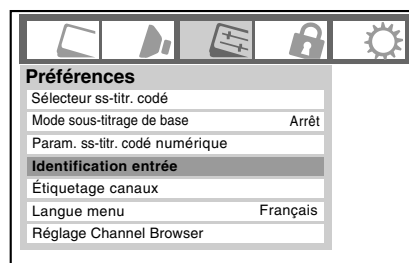 Préférences
Sélecteur ss-titr. codé
Mode sous-titrage de base Arrêt
Param. ss-titr. codé numérique
Identification entrée
Étiquetage canaux
Langue menu Français
Réglage Channel Browser